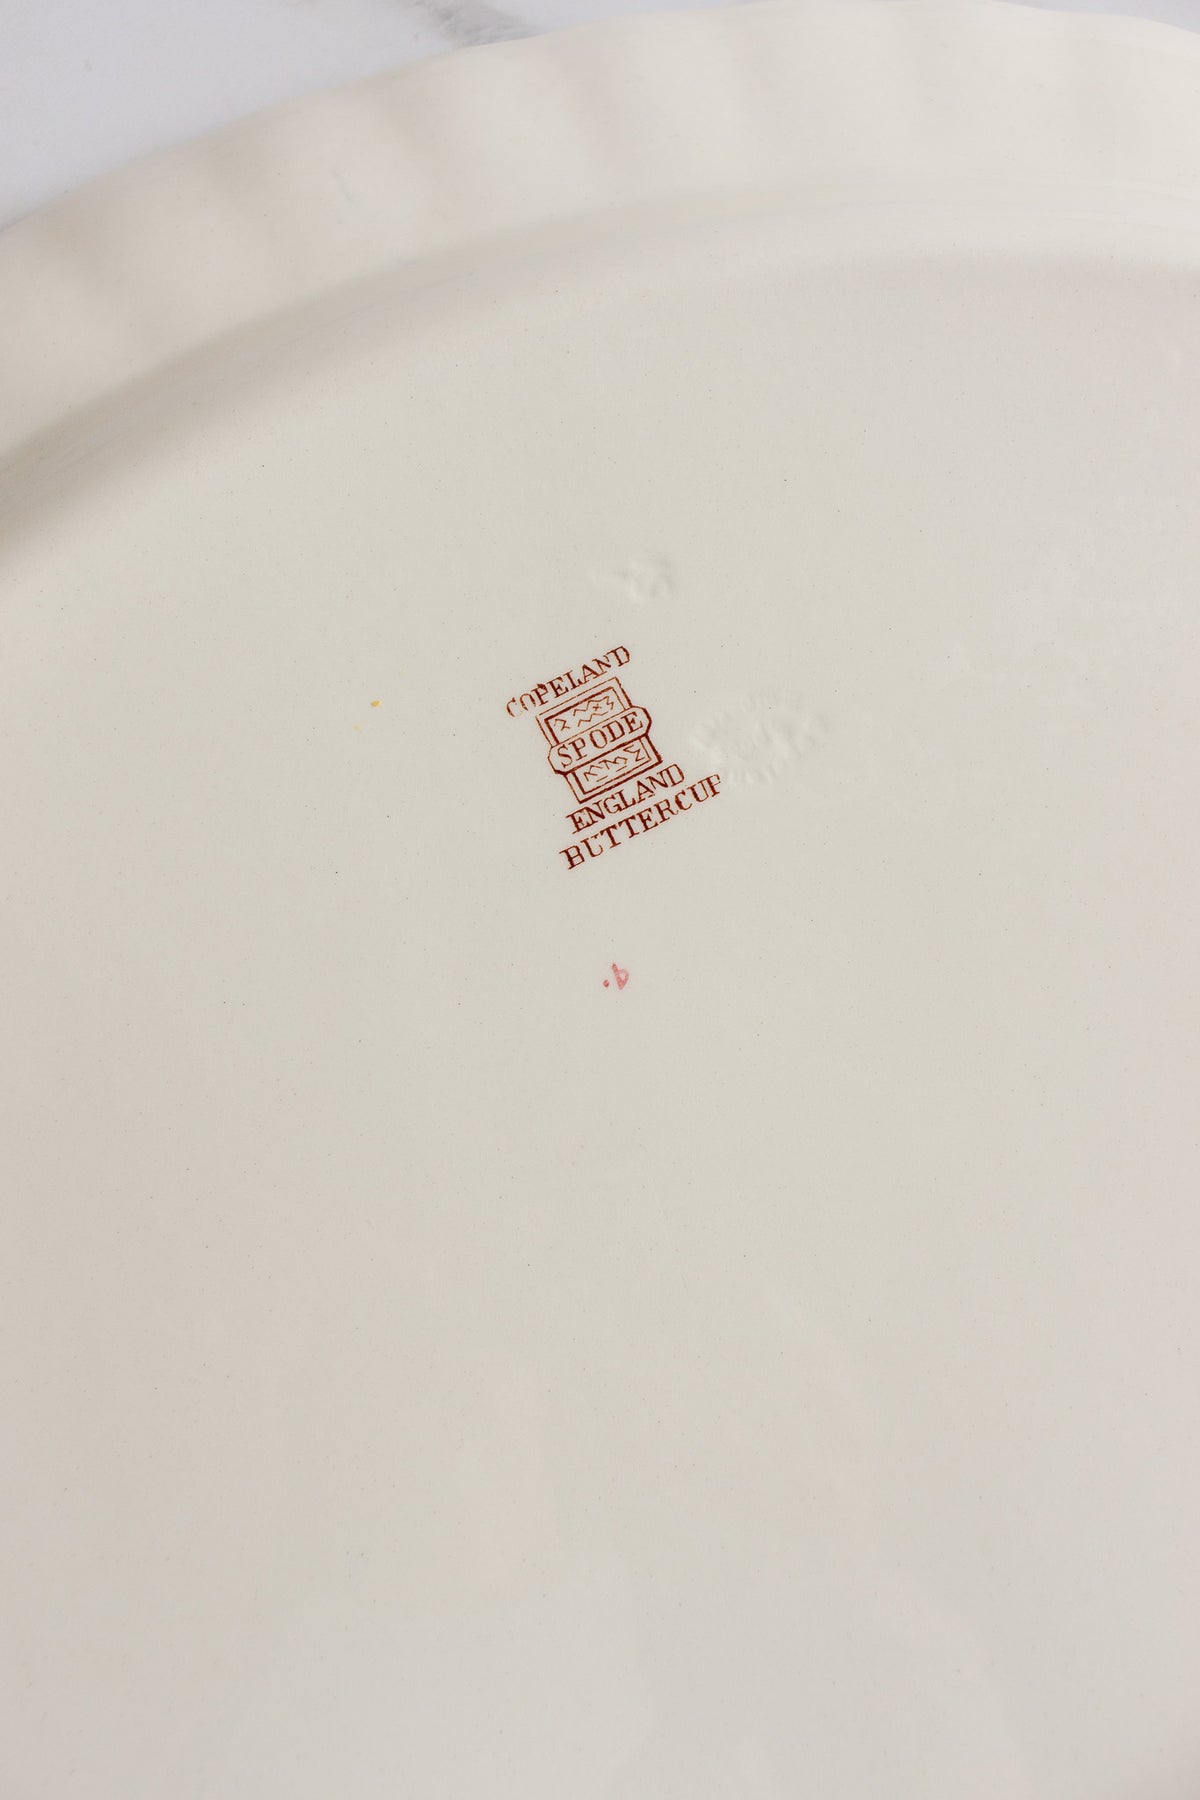 COPELAND
SPODE
ENGLAND
BUTTERCUP
.b